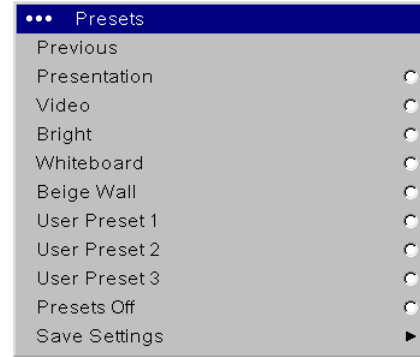 ••• Presets
Previous
Presentation
Video
Bright
Whiteboard
Beige Wall
User Preset 1
User Preset 2
User Preset 3
Presets Off
Save Settings